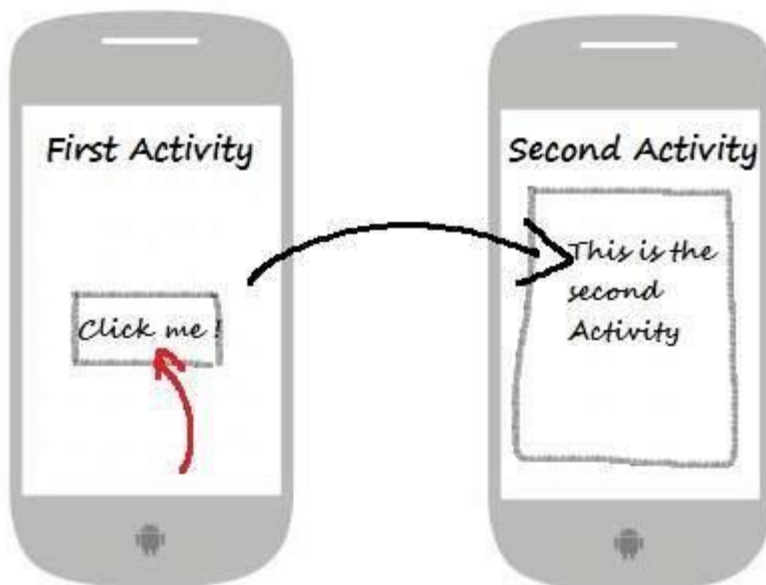 First Activity
Click me !
Second Activity
This is the
second
Activity